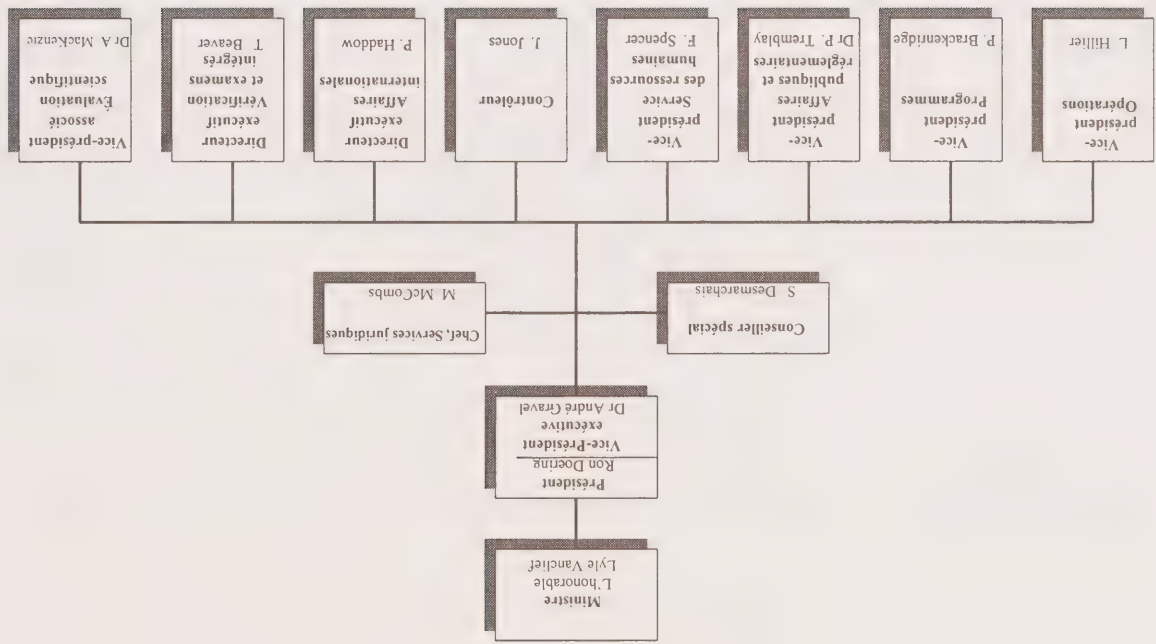 Ministre
L'honorable
Lyle Vanclief
Président
Ron Doering
Vice-Président
exécutive
Dr André Gravel
Conseiller spécial
S Desmarchais
Chef, Services juridiques
M McCombs
Vice-
président
Opérations
L Hillier
Vice-
président
Programmes
P. Brackenridge
Vice-
président
Affaires
publiques et
réglementaires
Dr P. Tremblay
Vice-
président
Service
des ressources
humaines
F. Spencer
Contrôleur
J. Jones
Directeur
exécutif
Affaires
internationales
P. Haddow
Directeur
exécutif
Vérification
et examens
intégrés
T Beaver
Vice-président
associé
Évaluation
scientifique
Dr A MacKenzie